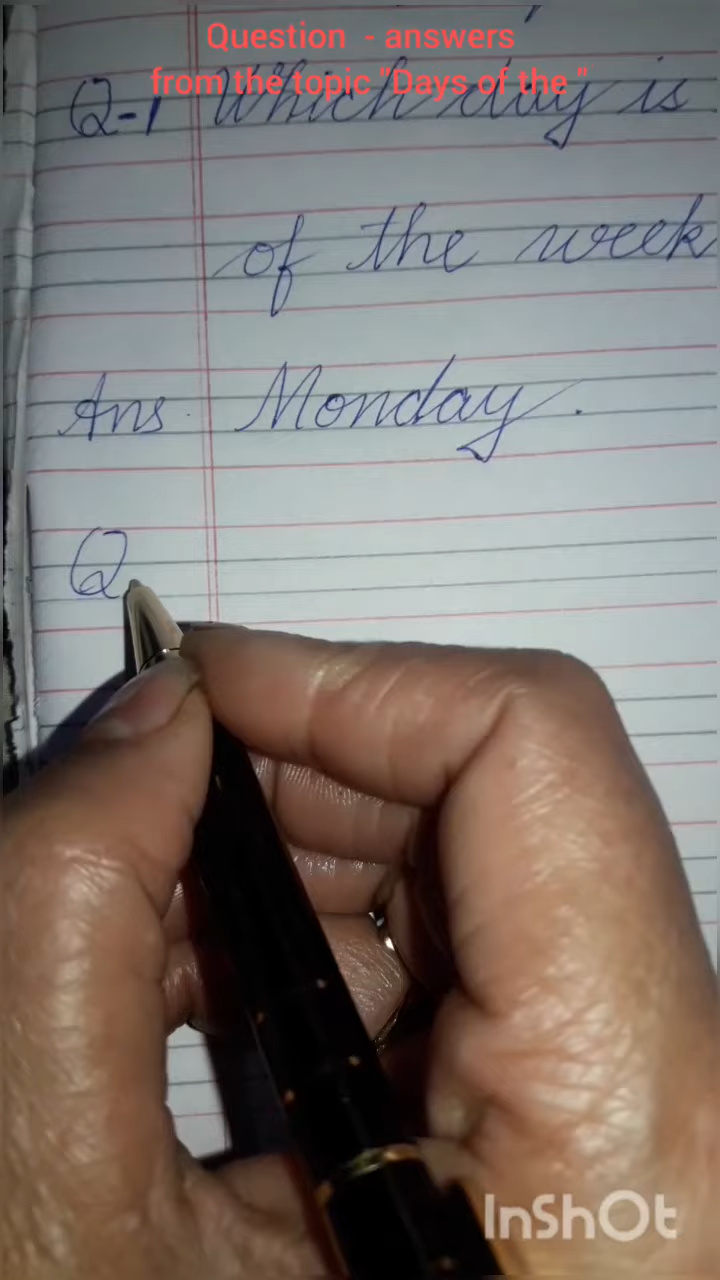 Question - answers
from the topic "Days of the "
Q-1 Which day is
of the week
Ans. Monday.
Q
InShOt